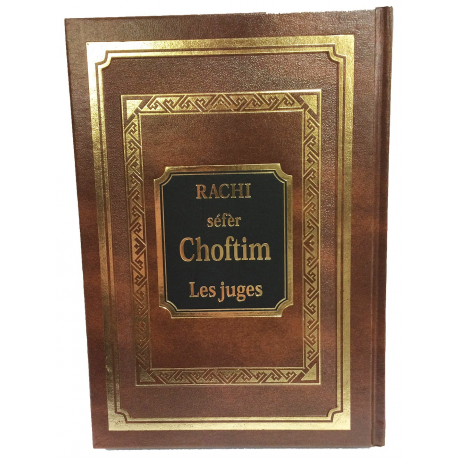 RACHI
séfèr
Choftim
Les juges